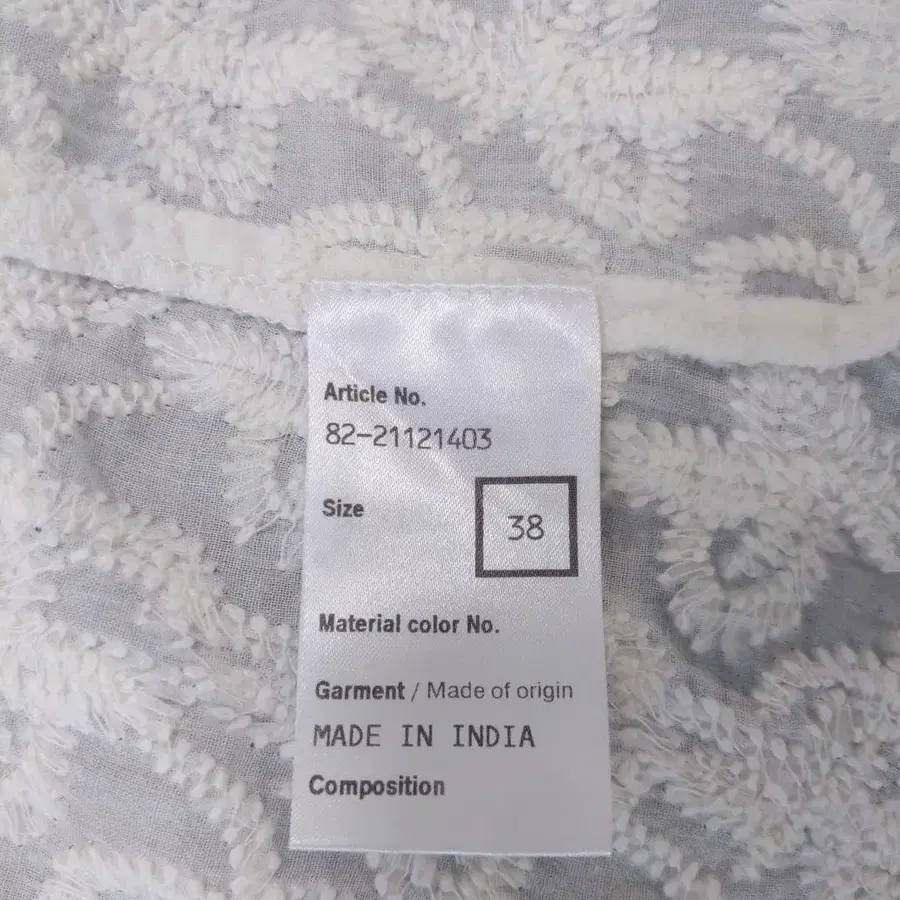 Article No.
82-21121403
Size
38
Material color No.
Garment / Made of origin
MADE IN INDIA
Composition